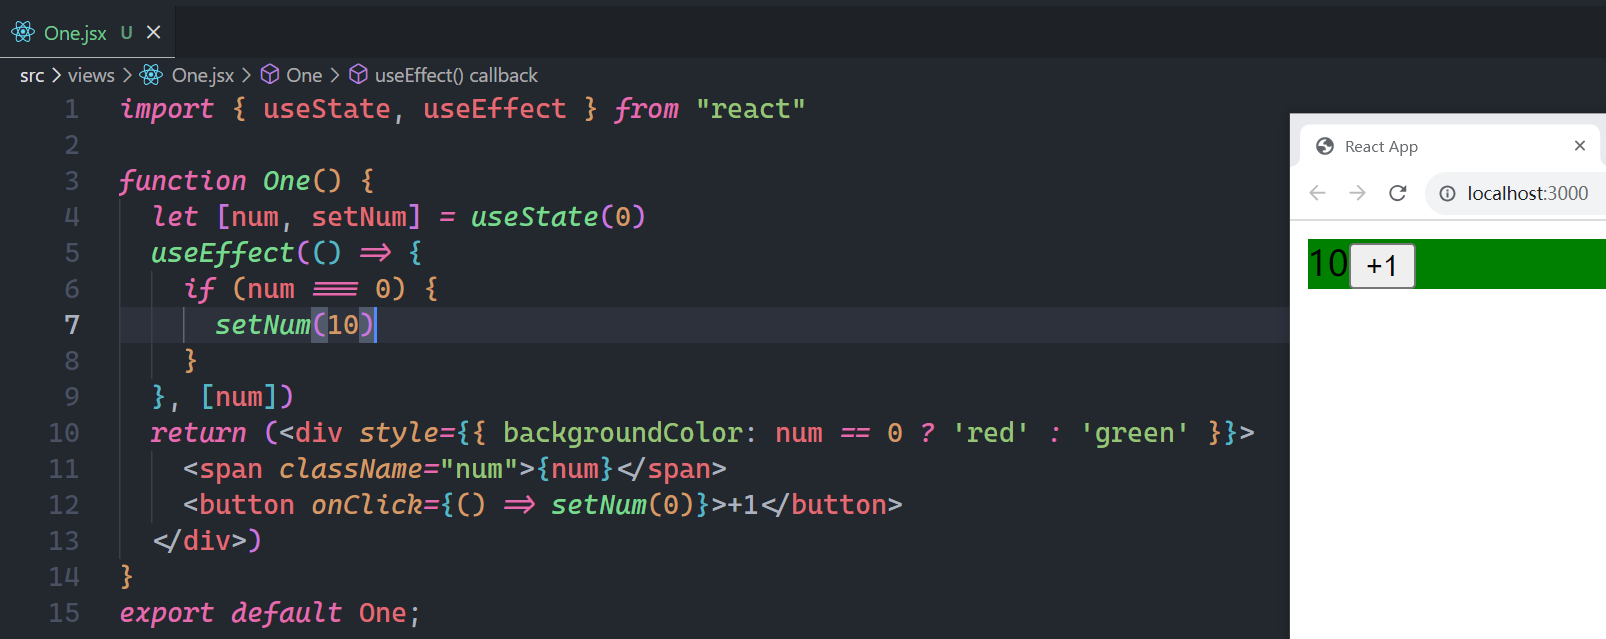 One.jsx U
src views One.jsx One useEffect() callback
1 import { useState, useEffect } from "react"
2
3 function One() {
4 let [num, setNum] = useState(0)
5 useEffect(() => {
6 if (num === 0) {
7 setNum(10)
8 }
9 }, [num])
10 return (<div style={{ backgroundColor: num == 0 ? 'red' : 'green' }}>
11 <span className="num">{num}</span>
12 <button onClick={() => setNum(0)}>+1</button>
13 </div>)
14 }
15 export default One;
React App
localhost:3000
10 +1